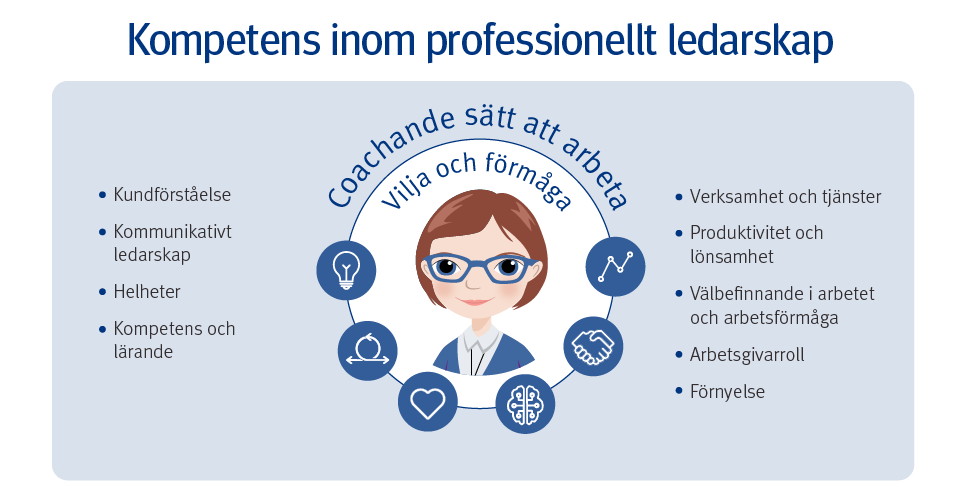 Kompetens inom professionellt ledarskap
Coachande sätt att arbeta
Vilja och förmåga
• Kundförståelse
• Kommunikativt
ledarskap
• Helheter
• Kompetens och
lärande
• Verksamhet och tjänster
• Produktivitet och
lönsamhet
• Välbefinnande i arbetet
och arbetsförmåga
• Arbetsgivarroll
• Förnyelse